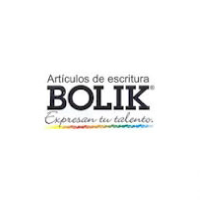 Artículos de escritura
BOLIK®
Expresan tu talento.